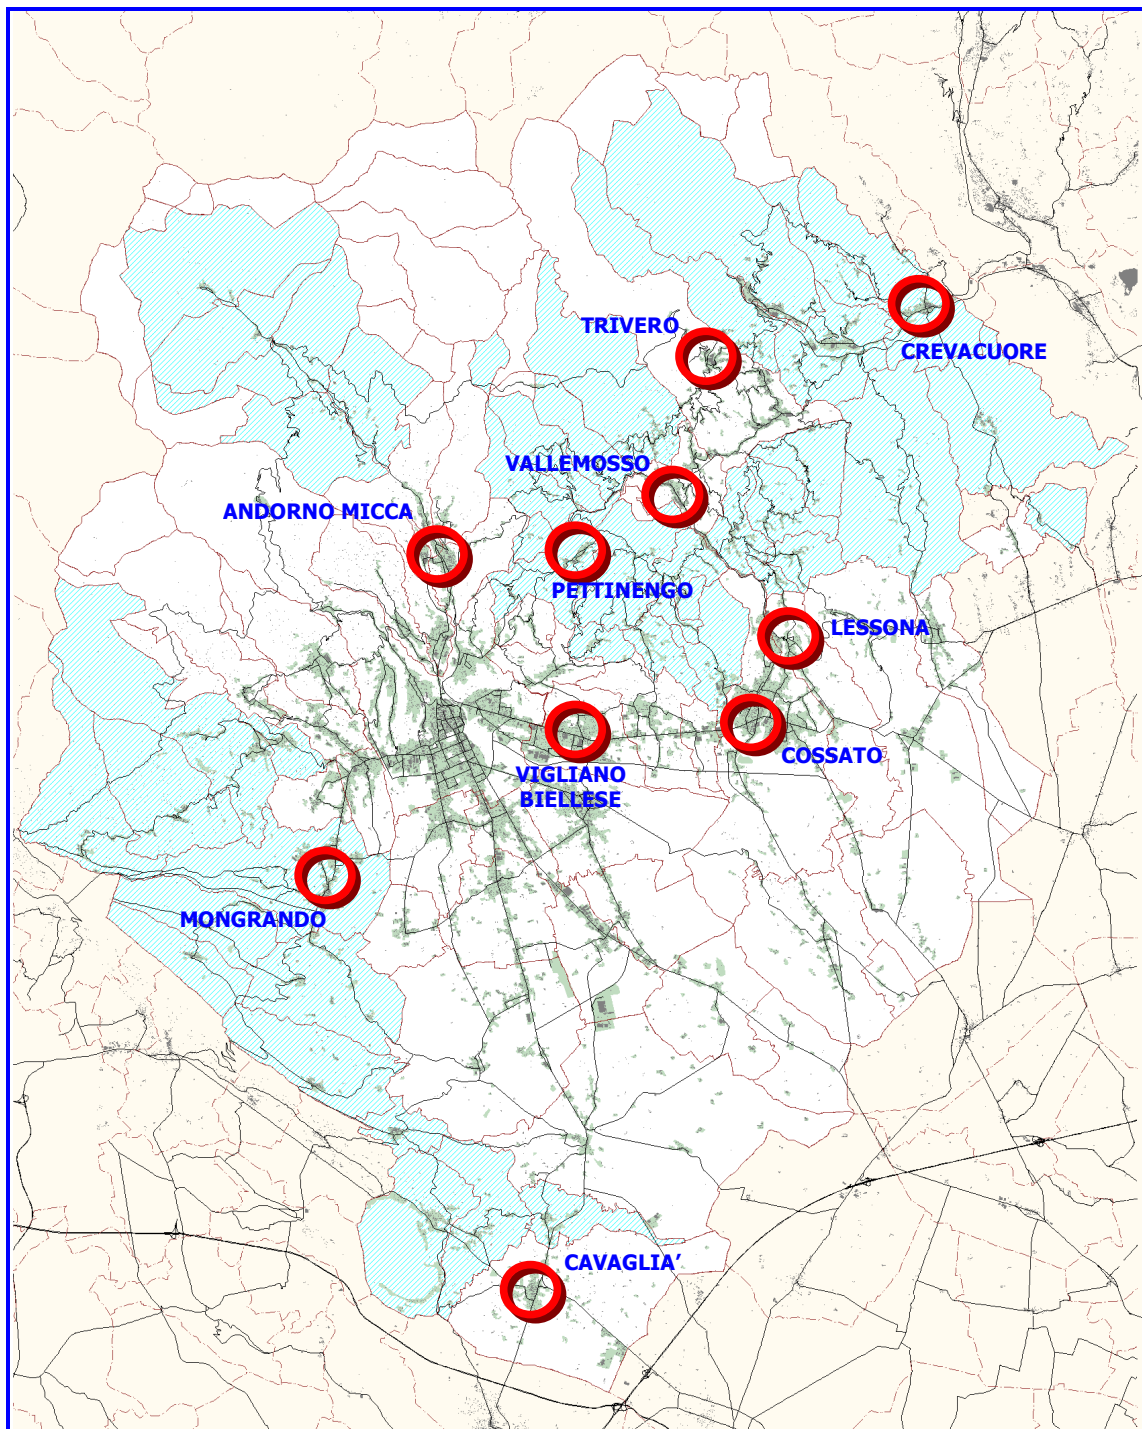 TRIVERO
CREVACUORE
VALLEMOSSO
ANDORNO MICCA
PETTINENGO
LESSONA
COSSATO
VIGLIANO
BIELLESE
MONGRANDO
CAVAGLIA’